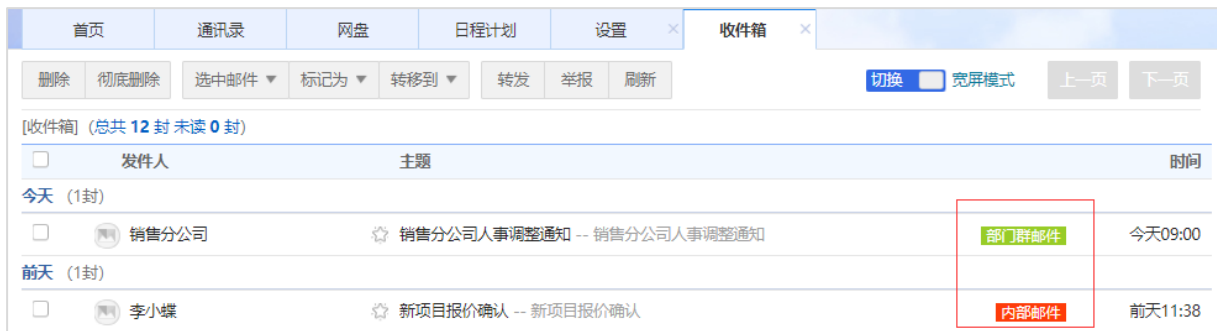 首页 通讯录 网盘 日程计划 设置 × 收件箱 ×
删除 彻底删除 选中邮件 ▼ 标记为 ▼ 转移到 ▼ 转发 举报 刷新 切换 宽屏模式 上一页 下一页
[收件箱] (总共 12 封 未读 0 封)
发件人 主题 时间
今天 (1封)
销售分公司 销售分公司人事调整通知 -- 销售分公司人事调整通知 部门群邮件 今天09:00
前天 (1封)
李小蝶 新项目报价确认 -- 新项目报价确认 内部邮件 前天11:38